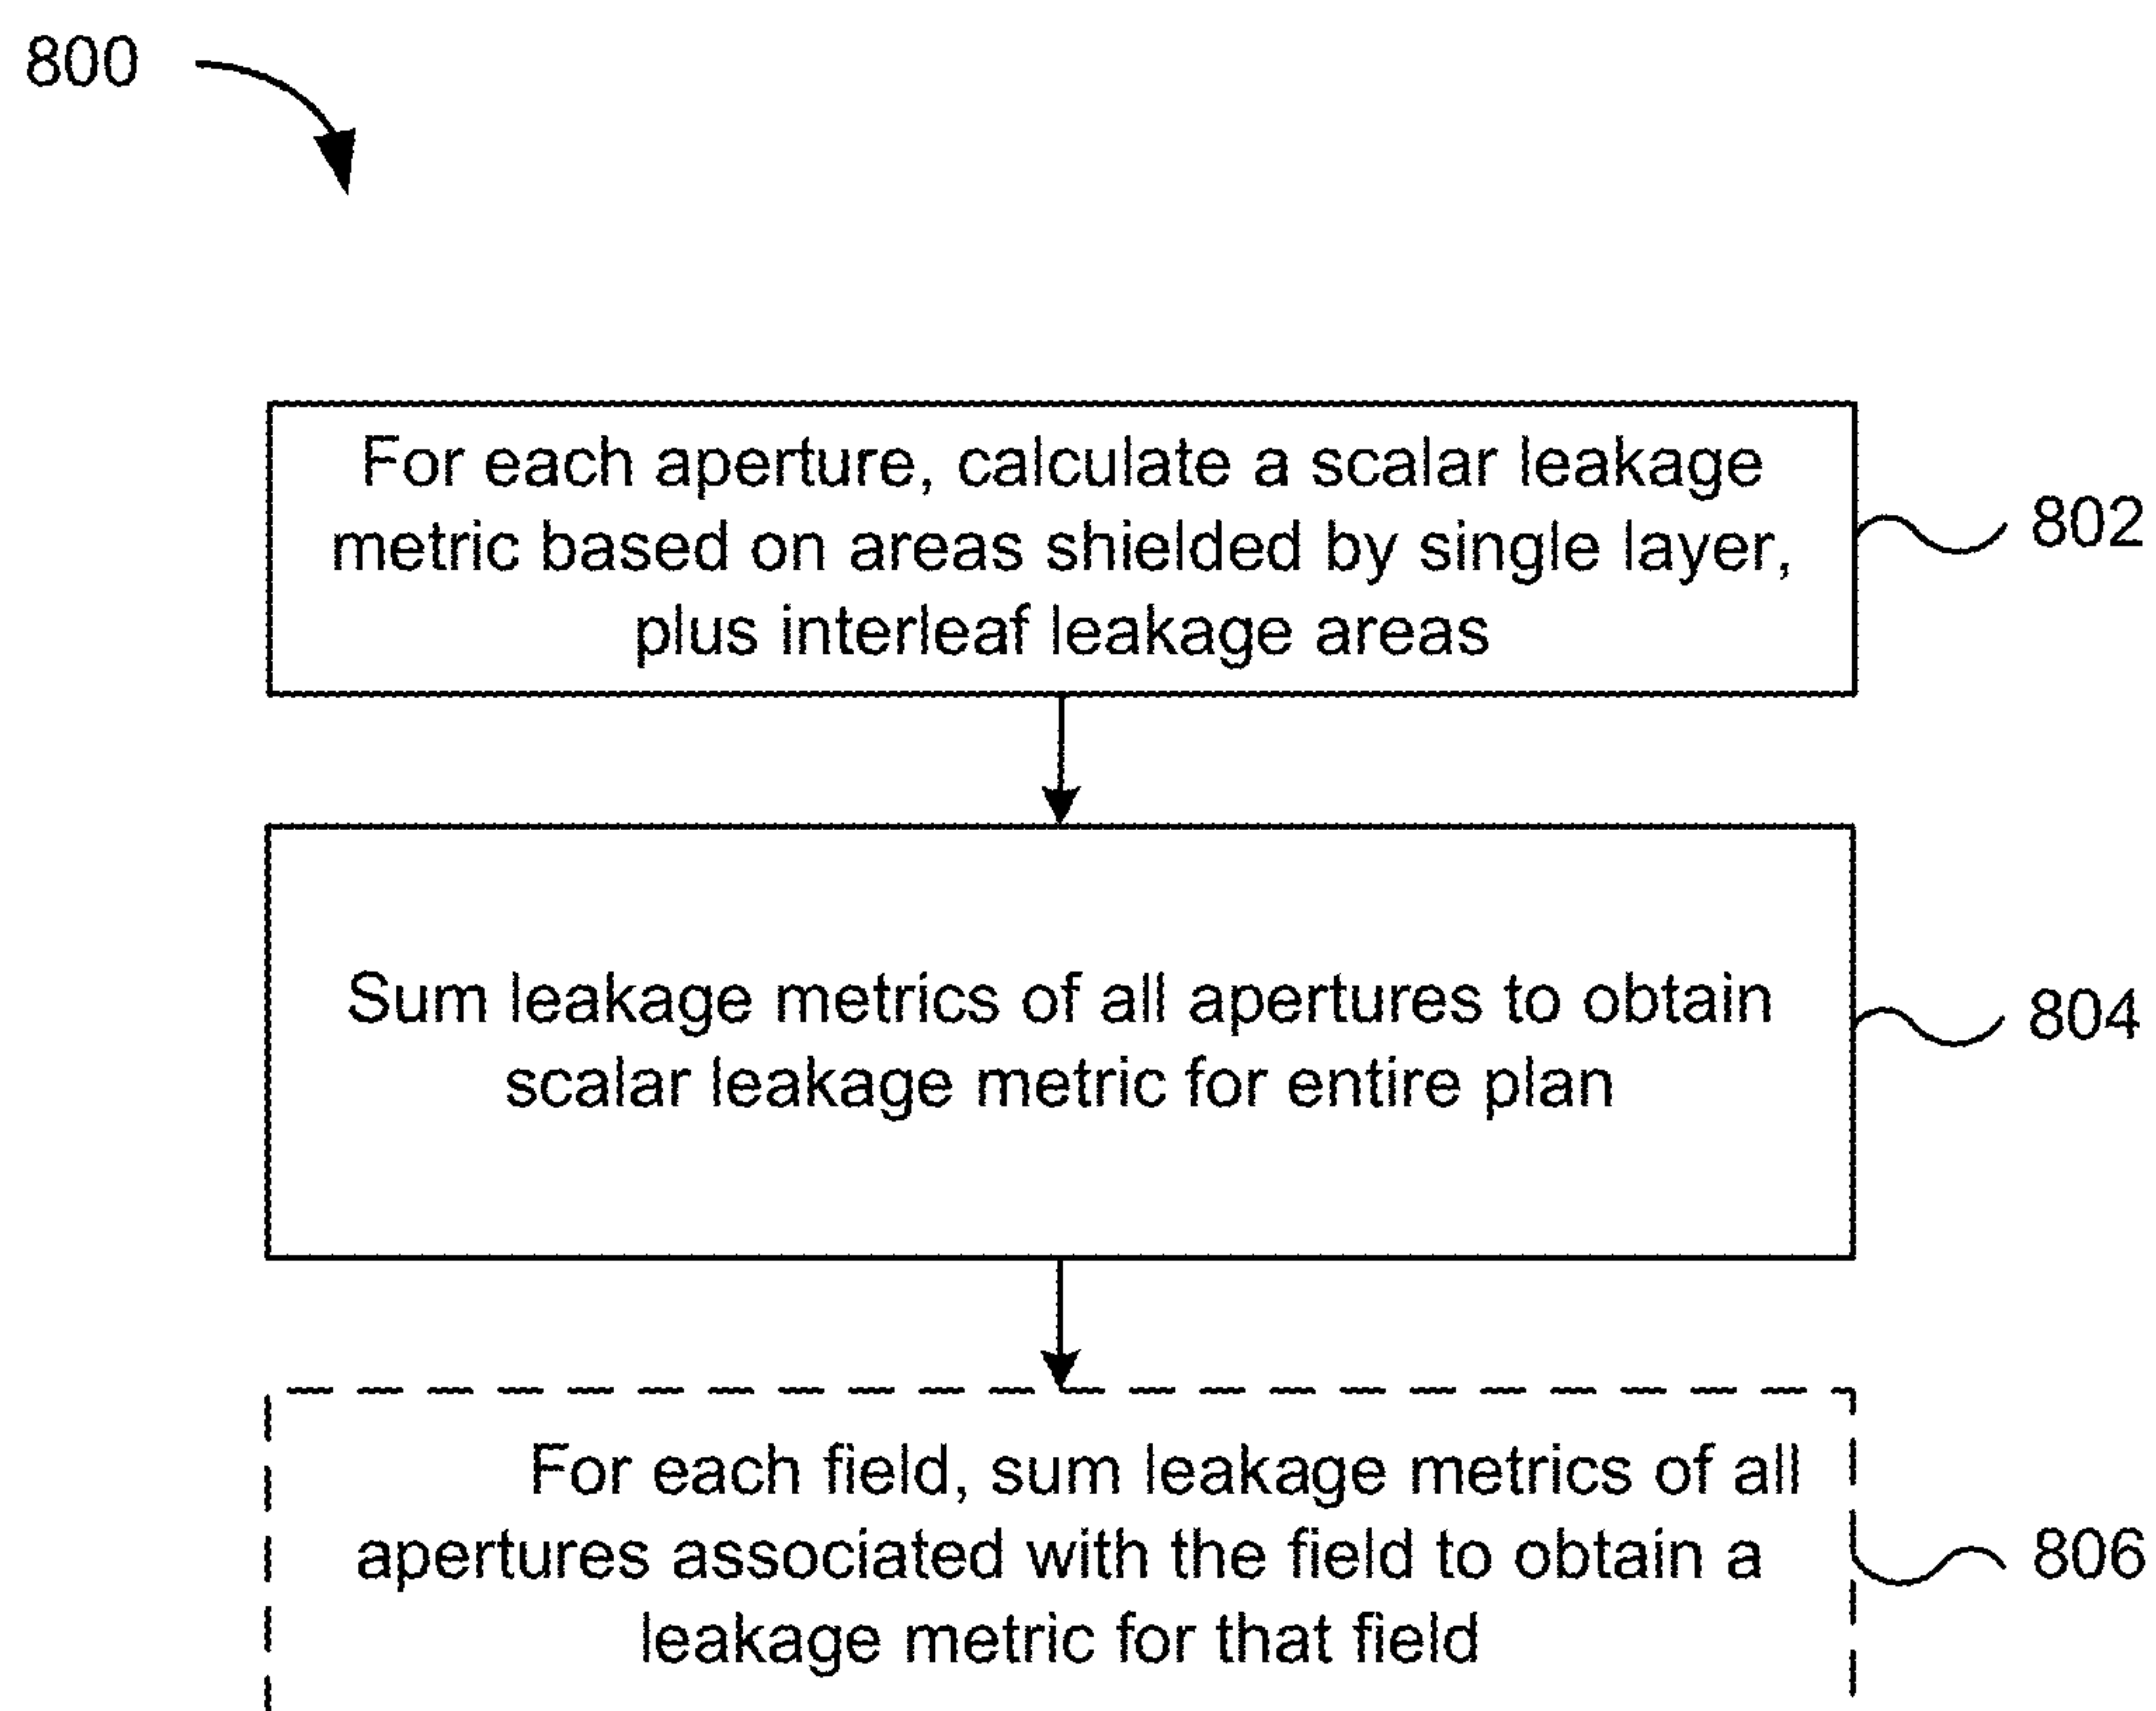 800
For each aperture, calculate a scalar leakage
metric based on areas shielded by single layer,
plus interleaf leakage areas
802
Sum leakage metrics of all apertures to obtain
scalar leakage metric for entire plan
804
For each field, sum leakage metrics of all
apertures associated with the field to obtain a
leakage metric for that field
806